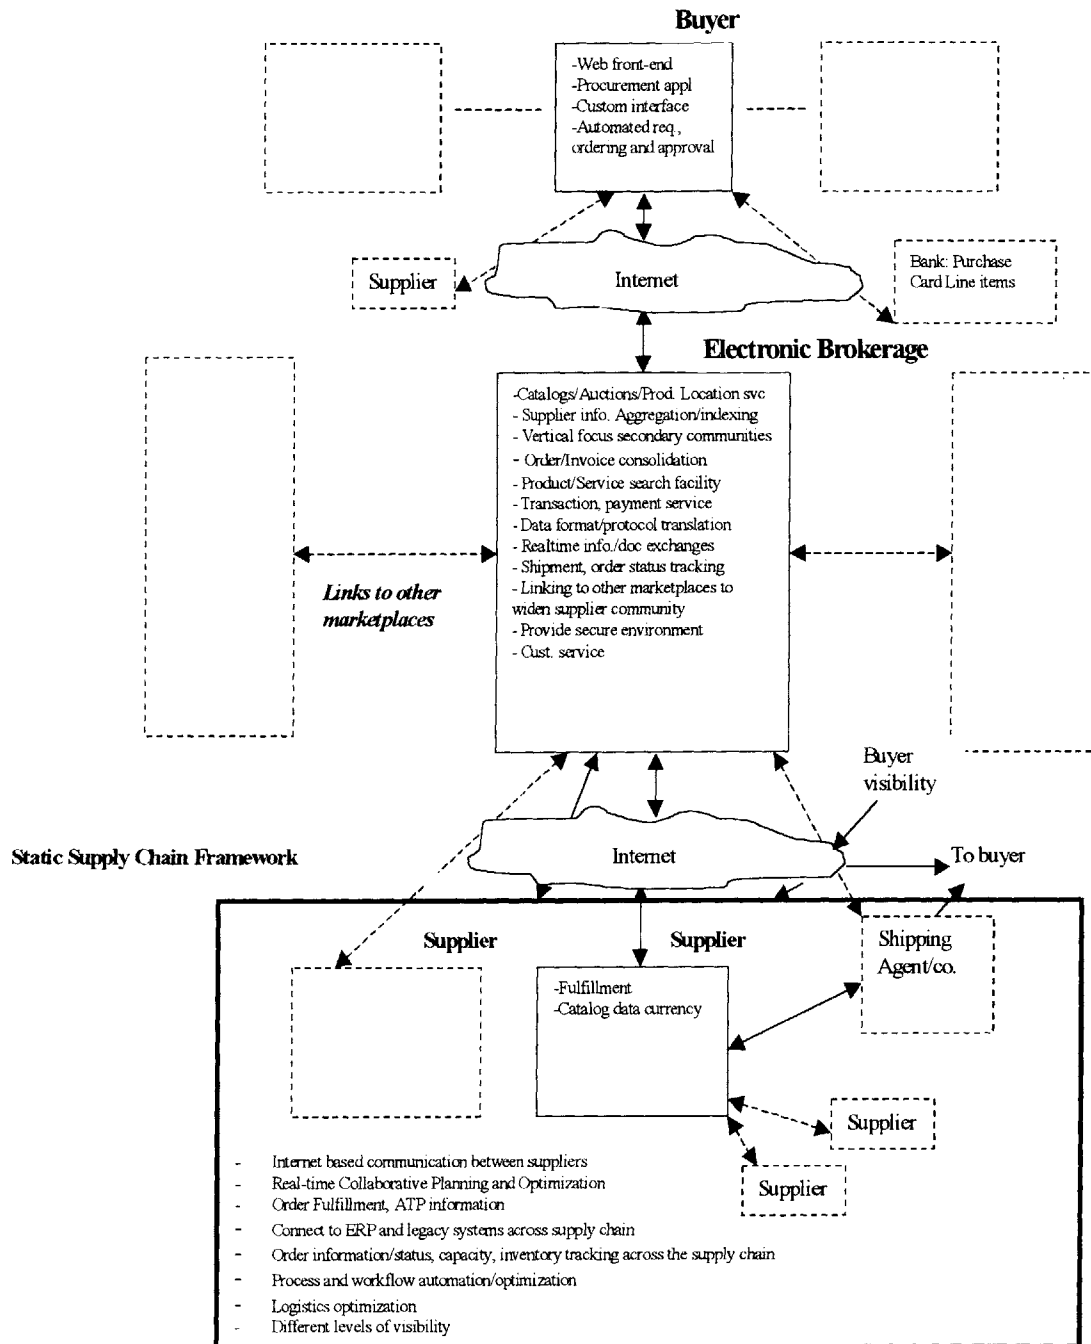 Buyer
-Web front-end
-Procurement appl
-Custom interface
-Automated req.,
ordering and approval
Supplier
Internet
Bank: Purchase
Card Line items
Electronic Brokerage
-Catalogs/Auctions/Prod. Location svc
- Supplier info. Aggregation/indexing
- Vertical focus secondary communities
- Order/Invoice consolidation
- Product/Service search facility
- Transaction, payment service
- Data format/protocol translation
- Realtime info./doc exchanges
- Shipment, order status tracking
- Linking to other marketplaces to
widen supplier community
- Provide secure environment
- Cust. service
Links to other
marketplaces
Buyer
visibility
Static Supply Chain Framework
Internet
To buyer
Supplier
Supplier
Shipping
Agent/co.
-Fulfillment
-Catalog data currency
Supplier
Supplier
- Internet based communication between suppliers
- Real-time Collaborative Planning and Optimization
- Order Fulfillment, ATP information
- Connect to ERP and legacy systems across supply chain
- Order information/status, capacity, inventory tracking across the supply chain
- Process and workflow automation/optimization
- Logistics optimization
- Different levels of visibility